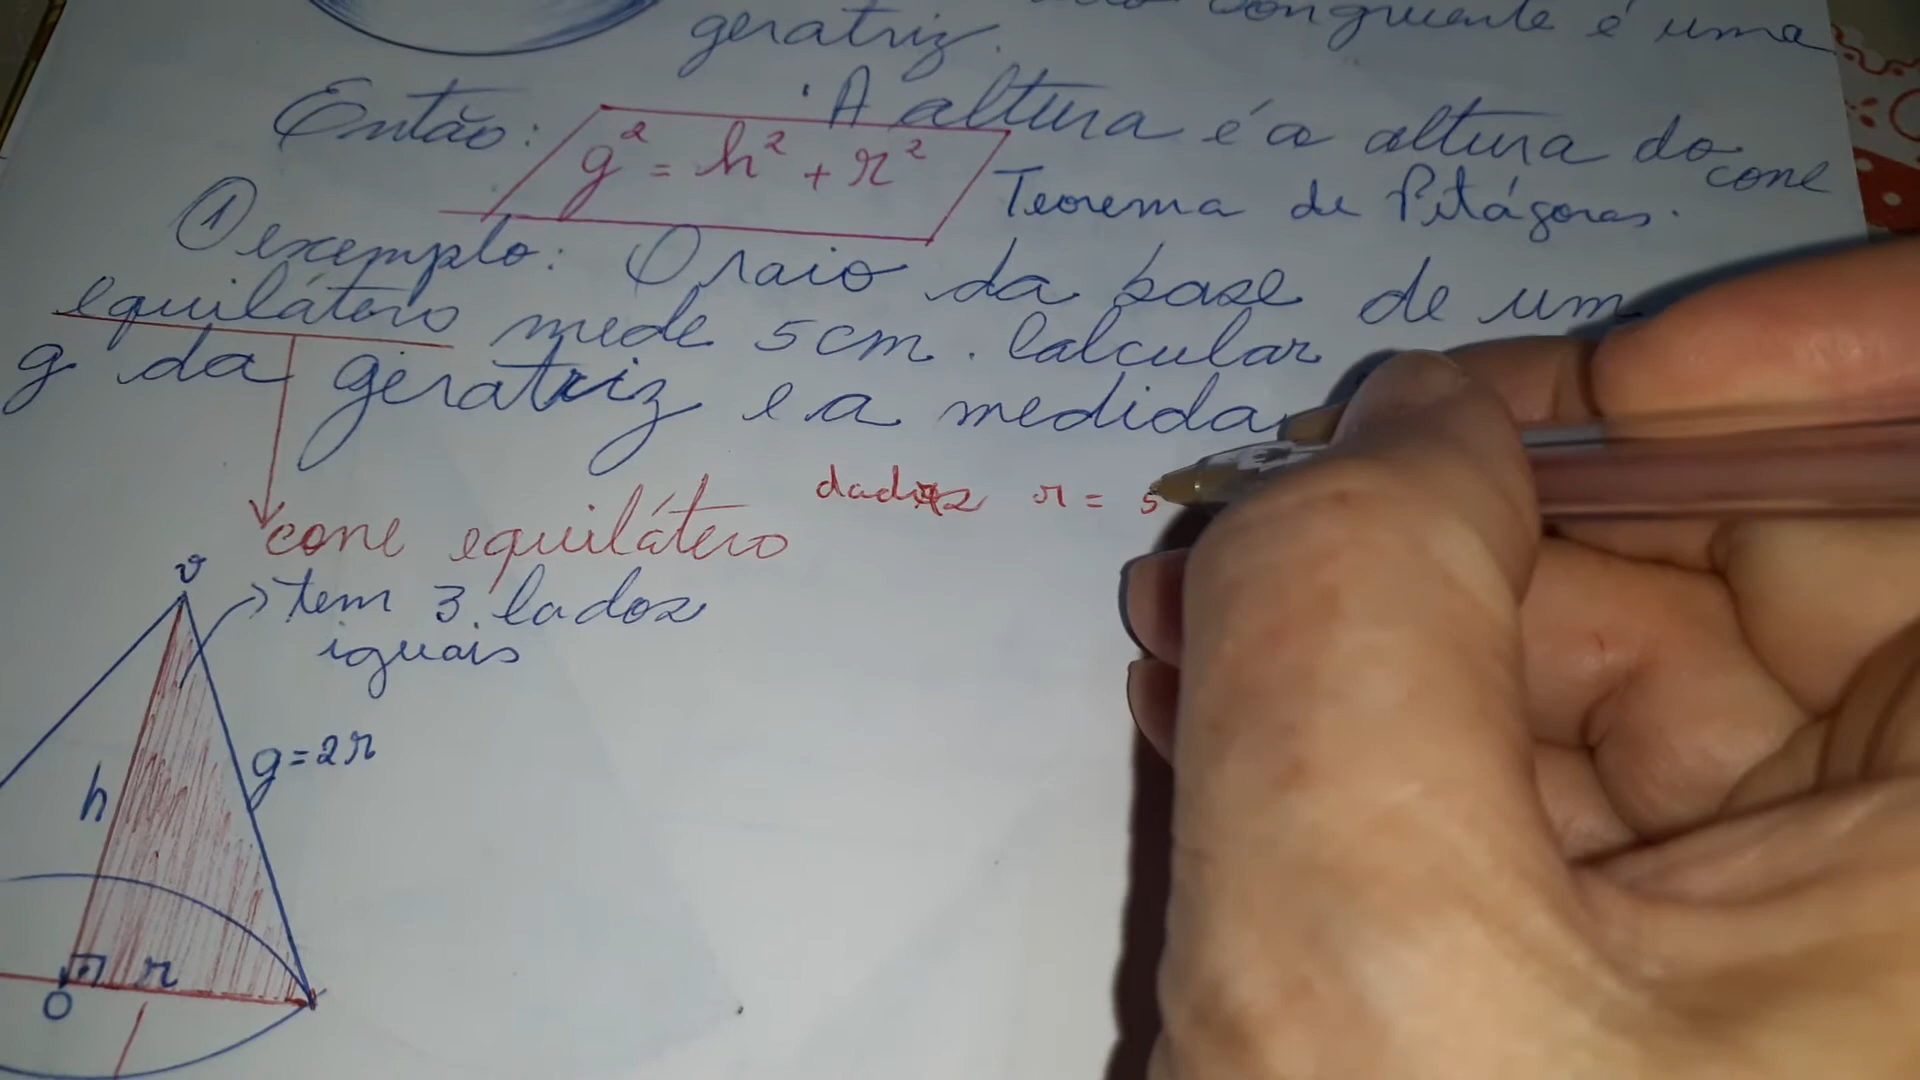 congruente é uma
geratriz.
Então: g² = h² + r²
A altura é a altura do cone
Teorema de Pitágoras.
① exemplo: O raio da base de um
equilátero mede 5cm. Calcular
g da geratriz e a medida
dados r = 5
cone equilátero
v
tem 3 lados
iguais
g=2r
h
r
O